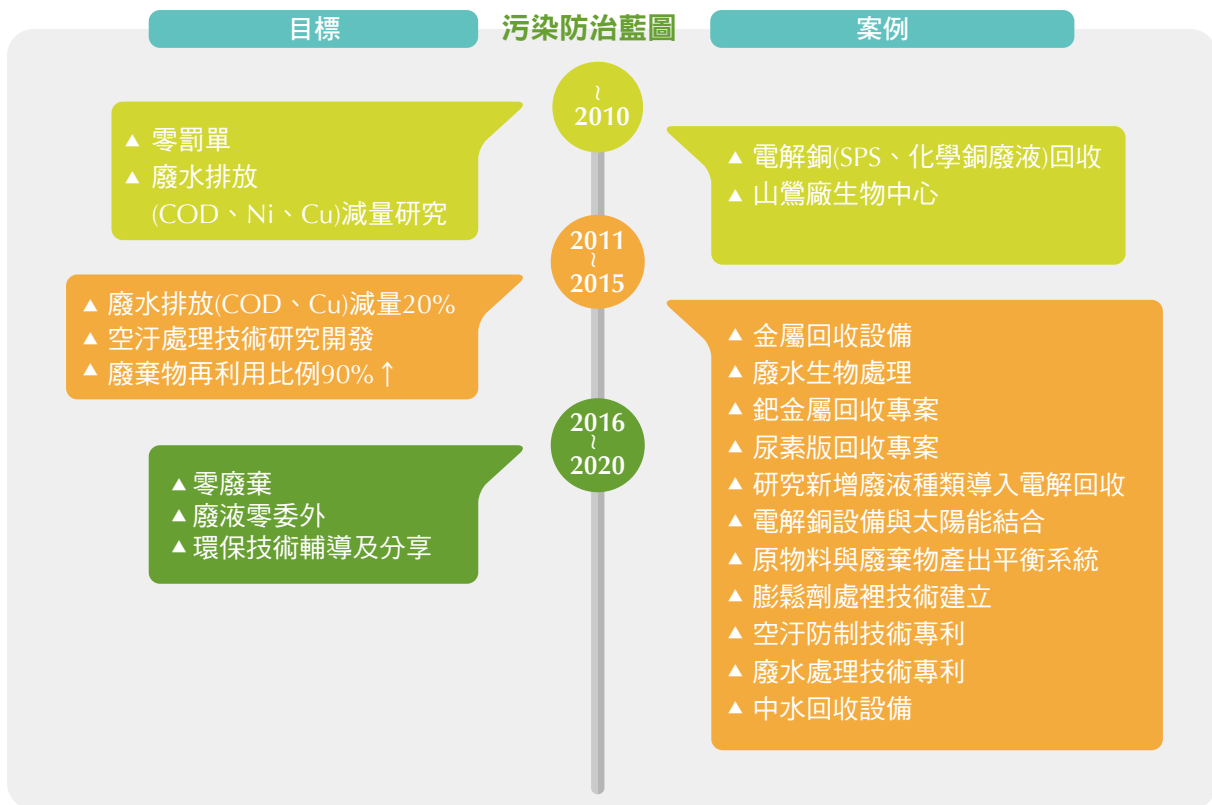 目標
污染防治藍圖
案例
~
2010
▲ 零罰單
▲ 廢水排放
(COD、Ni、Cu)減量研究
▲ 電解銅(SPS、化學銅廢液)回收
▲ 山鶯廠生物中心
2011
~
2015
▲ 廢水排放(COD、Cu)減量20%
▲ 空汙處理技術研究開發
▲ 廢棄物再利用比例90%↑
▲ 金屬回收設備
▲ 廢水生物處理
▲ 鈀金屬回收專案
▲ 尿素版回收專案
▲ 研究新增廢液種類導入電解回收
▲ 電解銅設備與太陽能結合
▲ 原物料與廢棄物產出平衡系統
▲ 膨鬆劑處裡技術建立
▲ 空汙防制技術專利
▲ 廢水處理技術專利
▲ 中水回收設備
2016
~
2020
▲ 零廢棄
▲ 廢液零委外
▲ 環保技術輔導及分享